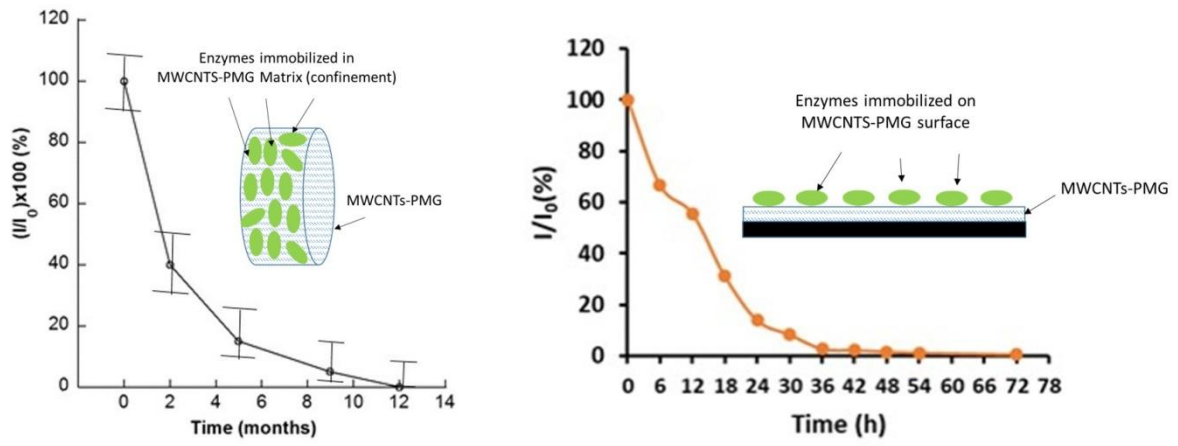 120
100
80
60
40
20
0
(I/I₀)x100 (%)
Enzymes immobilized in
MWCNTS-PMG Matrix (confinement)
MWCNTs-PMG
0 2 4 6 8 10 12 14
Time (months)
120
100
80
60
40
20
0
I/I₀(%)
Enzymes immobilized on
MWCNTS-PMG surface
MWCNTs-PMG
0 6 12 18 24 30 36 42 48 54 60 66 72 78
Time (h)